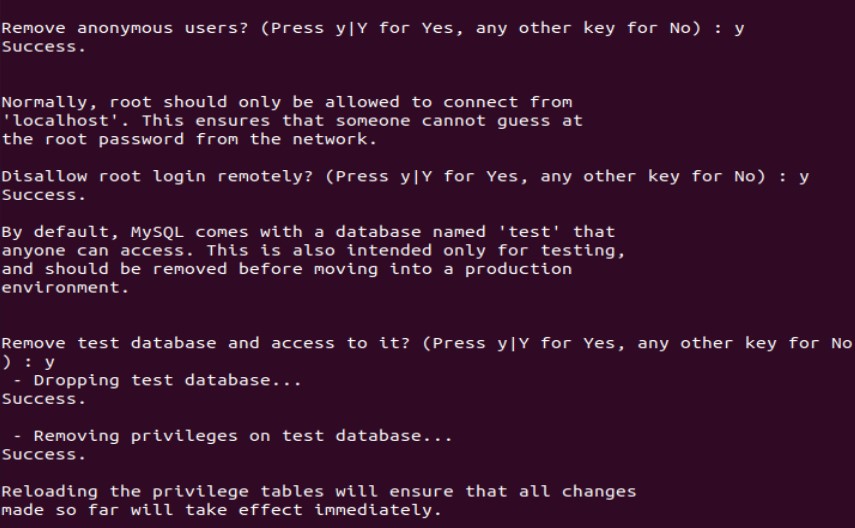 Remove anonymous users? (Press y|Y for Yes, any other key for No) : y
Success.
Normally, root should only be allowed to connect from
'localhost'. This ensures that someone cannot guess at
the root password from the network.
Disallow root login remotely? (Press y|Y for Yes, any other key for No) : y
Success.
By default, MySQL comes with a database named 'test' that
anyone can access. This is also intended only for testing,
and should be removed before moving into a production
environment.
Remove test database and access to it? (Press y|Y for Yes, any other key for No
) : y
 - Dropping test database...
Success.
 - Removing privileges on test database...
Success.
Reloading the privilege tables will ensure that all changes
made so far will take effect immediately.